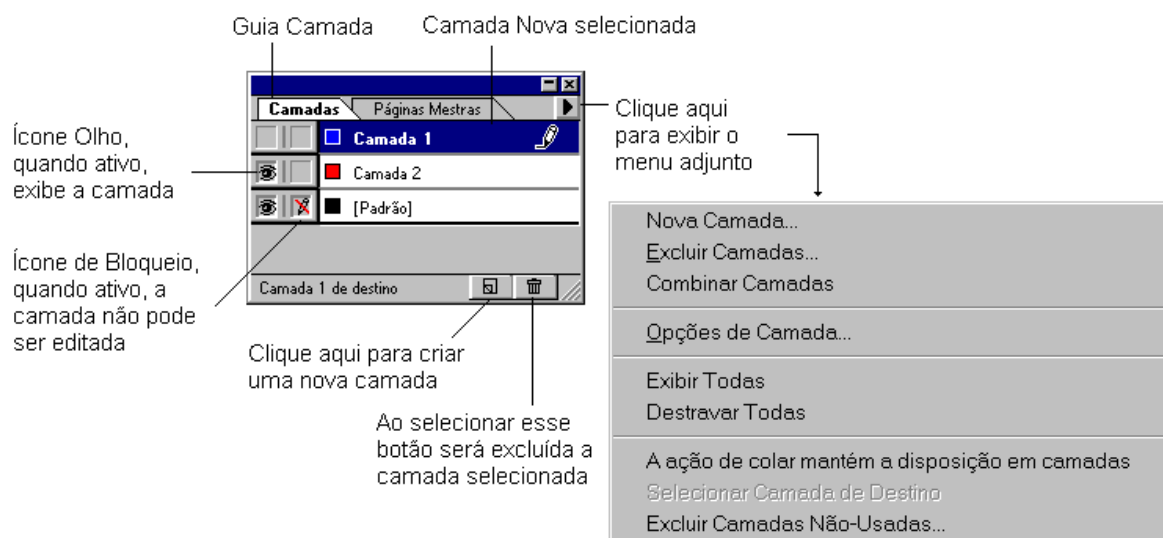 Guia Camada
Camada Nova selecionada
Camadas
Páginas Mestras
Camada 1
Camada 2
[Padrão]
Camada 1 de destino
Ícone Olho,
quando ativo,
exibe a camada
Ícone de Bloqueio,
quando ativo, a
camada não pode
ser editada
Clique aqui para criar
uma nova camada
Ao selecionar esse
botão será excluída a
camada selecionada
Clique aqui
para exibir o
menu adjunto
Nova Camada...
Excluir Camadas...
Combinar Camadas
Opções de Camada...
Exibir Todas
Destravar Todas
A ação de colar mantém a disposição em camadas
Selecionar Camada de Destino
Excluir Camadas Não-Usadas...